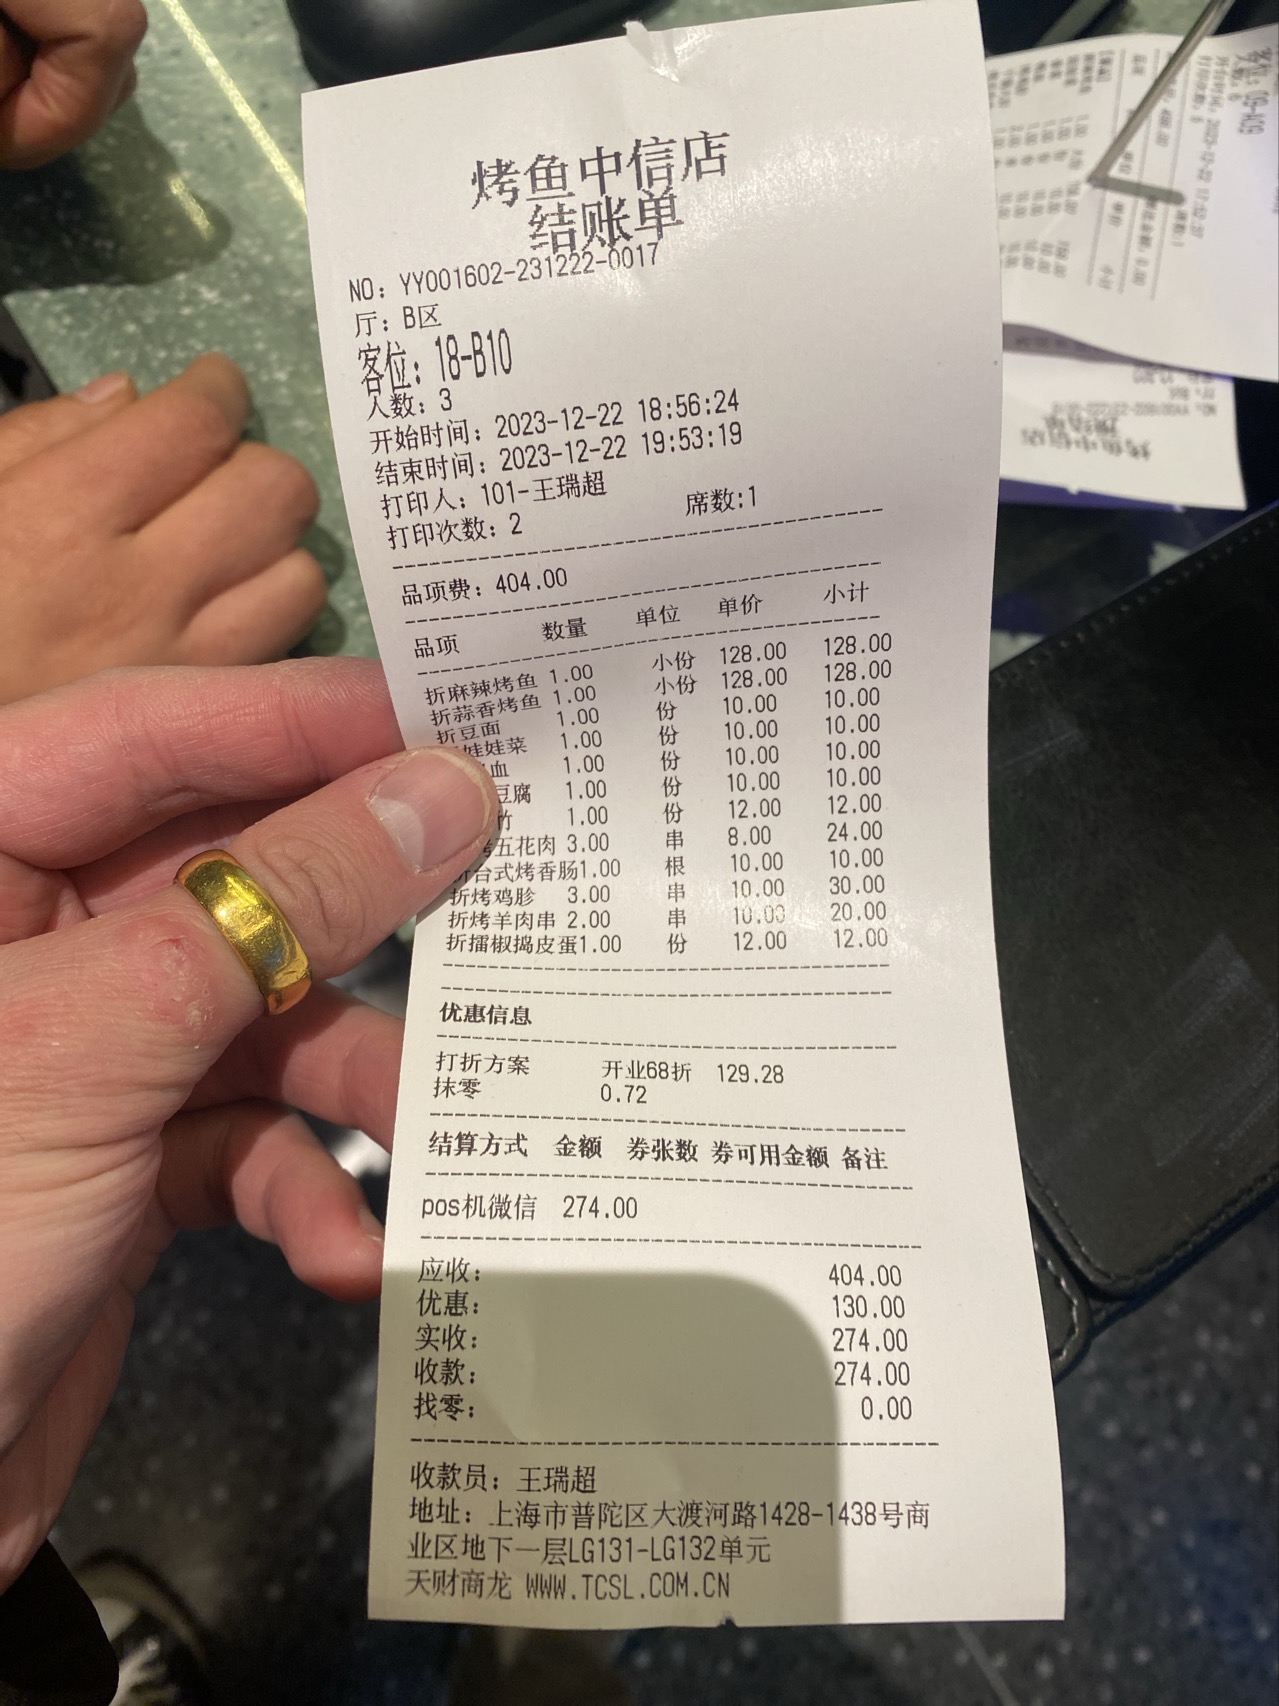 烤鱼中信店
结账单
NO: YY001602-231222-0017
厅: B区
客位: 18-B10
人数: 3
开始时间: 2023-12-22 18:56:24
结束时间: 2023-12-22 19:53:19
打印人: 101-王瑞超
打印次数: 2 席数:1
品项费: 404.00
品项 数量 单位 单价 小计
折麻辣烤鱼 1.00 小份 128.00 128.00
折蒜香烤鱼 1.00 小份 128.00 128.00
折豆面 1.00 份 10.00 10.00
娃娃菜 1.00 份 10.00 10.00
血 1.00 份 10.00 10.00
豆腐 1.00 份 10.00 10.00
竹 1.00 份 12.00 12.00
烤五花肉 3.00 串 8.00 24.00
折台式烤香肠1.00 根 10.00 10.00
折烤鸡胗 3.00 串 10.00 30.00
折烤羊肉串 2.00 串 10.00 20.00
折擂椒捣皮蛋1.00 份 12.00 12.00
优惠信息
打折方案 开业68折 129.28
抹零 0.72
结算方式 金额 券张数 券可用金额 备注
pos机微信 274.00
应收: 404.00
优惠: 130.00
实收: 274.00
收款: 274.00
找零: 0.00
收款员: 王瑞超
地址: 上海市普陀区大渡河路1428-1438号商
业区地下一层LG131-LG132单元
天财商龙 WWW.TCSL.COM.CN